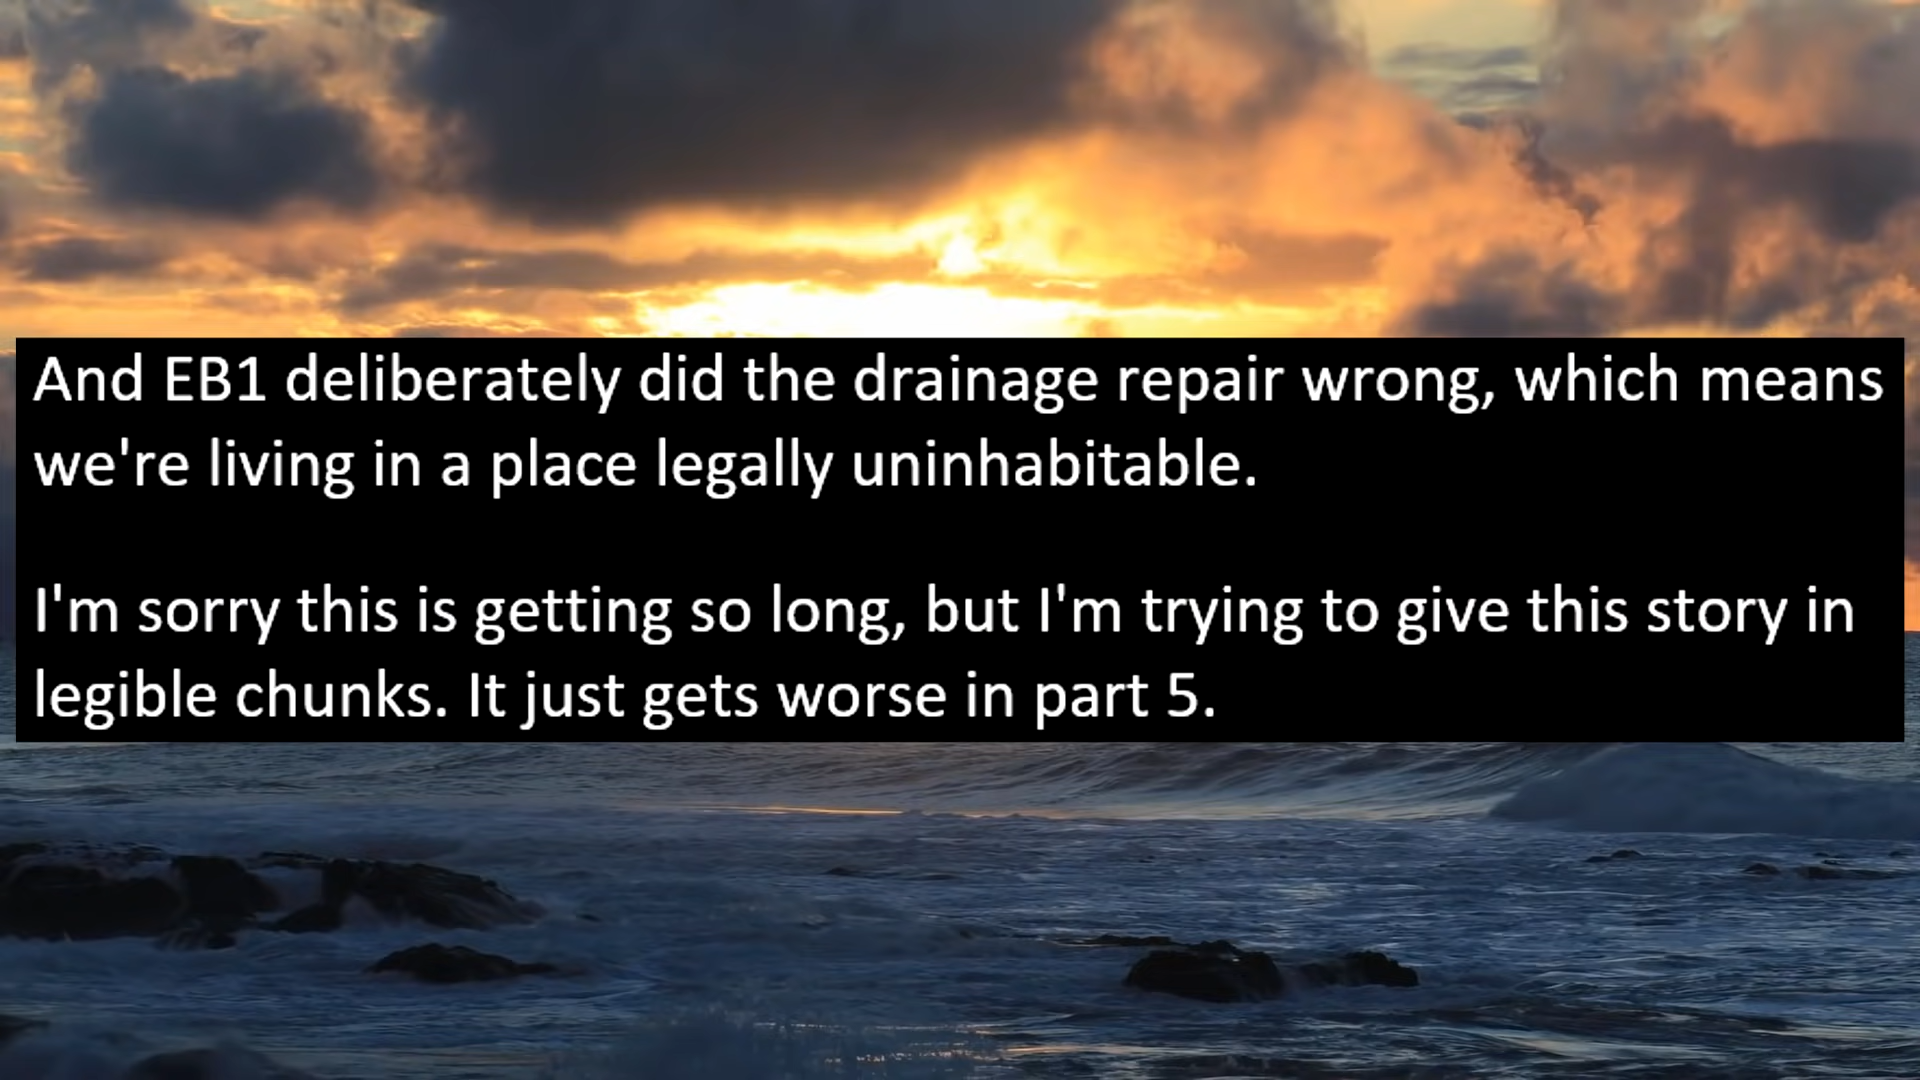 And EB1 deliberately did the drainage repair wrong, which means
we're living in a place legally uninhabitable.
I'm sorry this is getting so long, but I'm trying to give this story in
legible chunks. It just gets worse in part 5.